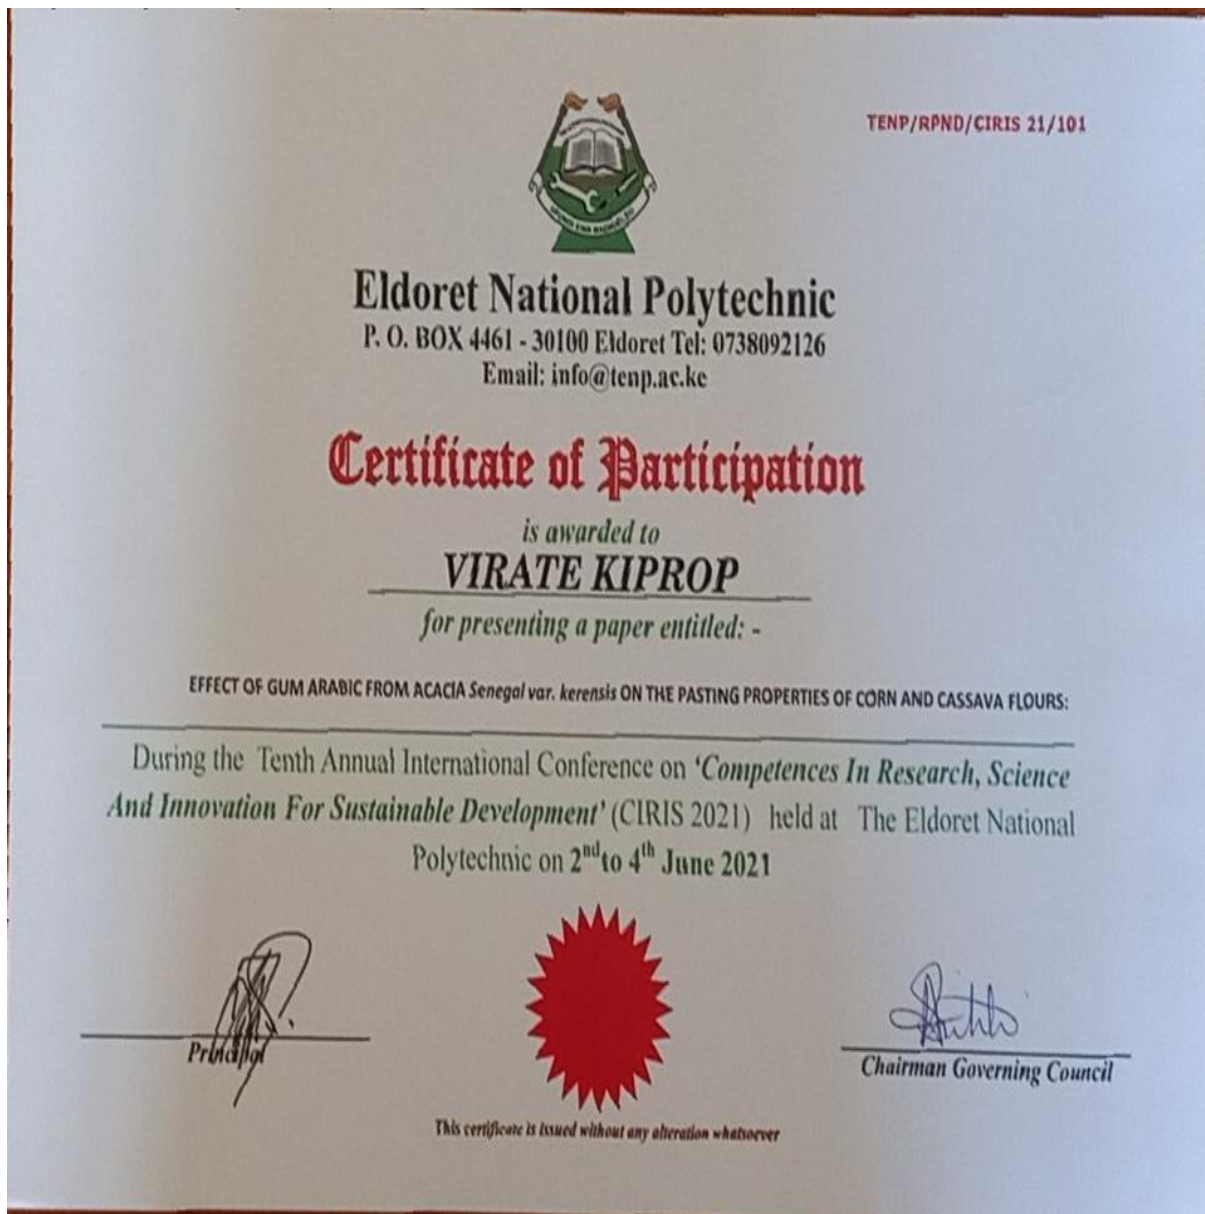 TENP/RPND/CIRIS 21/101
Eldoret National Polytechnic
P. O. BOX 4461 - 30100 Eldoret Tel: 0738092126
Email: info@tenp.ac.ke
Certificate of Participation
is awarded to
VIRATE KIPROP
for presenting a paper entitled: -
EFFECT OF GUM ARABIC FROM ACACIA Senegal var. kerensis ON THE PASTING PROPERTIES OF CORN AND CASSAVA FLOURS:
During the Tenth Annual International Conference on 'Competences In Research, Science
And Innovation For Sustainable Development' (CIRIS 2021) held at The Eldoret National
Polytechnic on 2nd to 4th June 2021
Principal
Chairman Governing Council
This certificate is issued without any alteration whatsoever